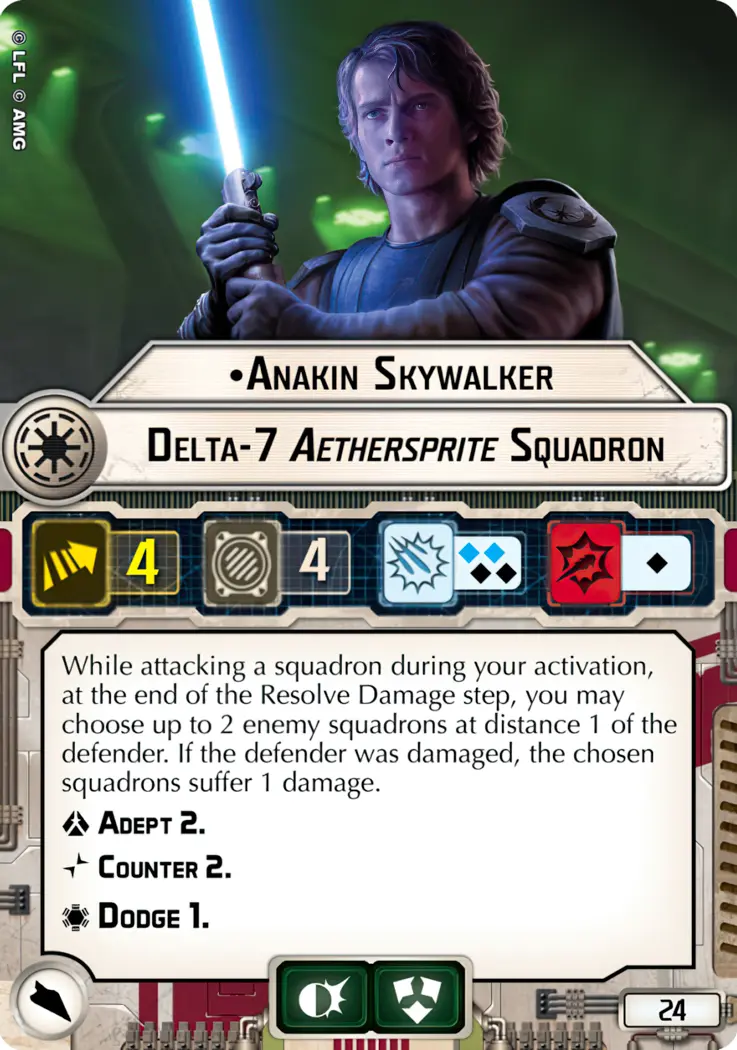 © LFL © AMG
•Anakin Skywalker
Delta-7 Aethersprite Squadron
4
4
While attacking a squadron during your activation,
at the end of the Resolve Damage step, you may
choose up to 2 enemy squadrons at distance 1 of the
defender. If the defender was damaged, the chosen
squadrons suffer 1 damage.
Adept 2.
Counter 2.
Dodge 1.
24